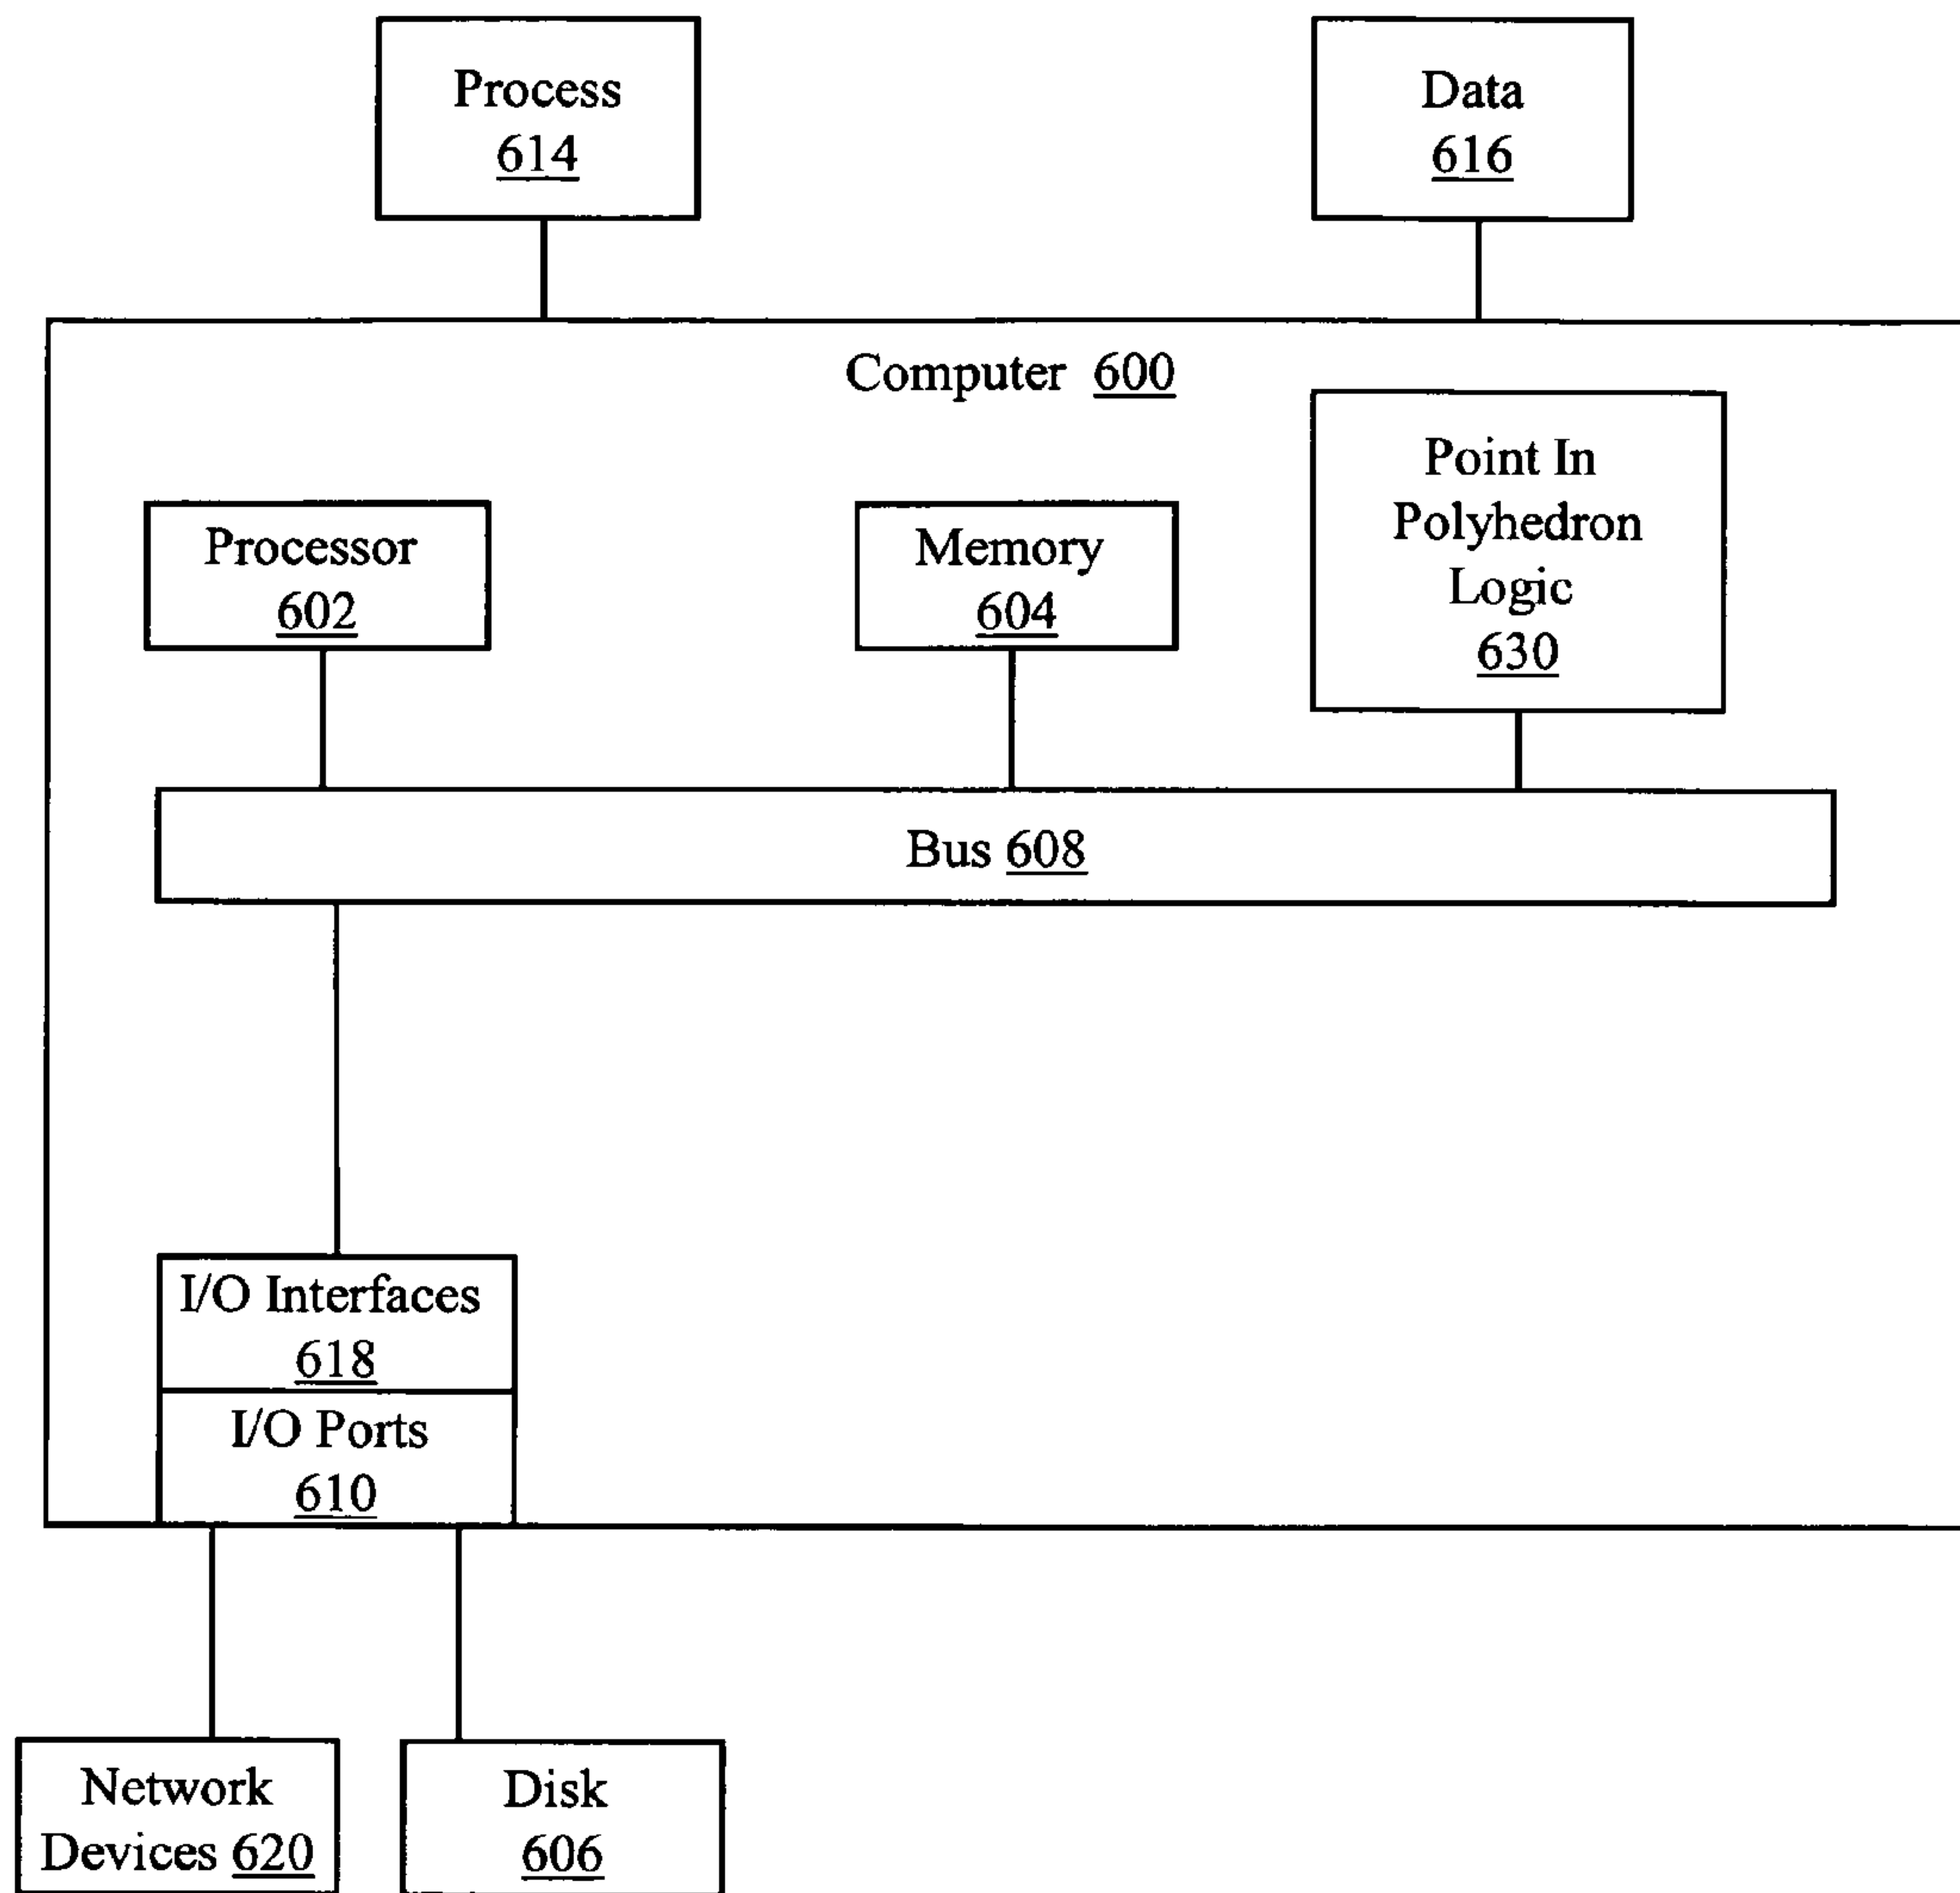 Process
614
Data
616
Computer 600
Point In
Polyhedron
Logic
630
Processor
602
Memory
604
Bus 608
I/O Interfaces
618
I/O Ports
610
Network
Devices 620
Disk
606